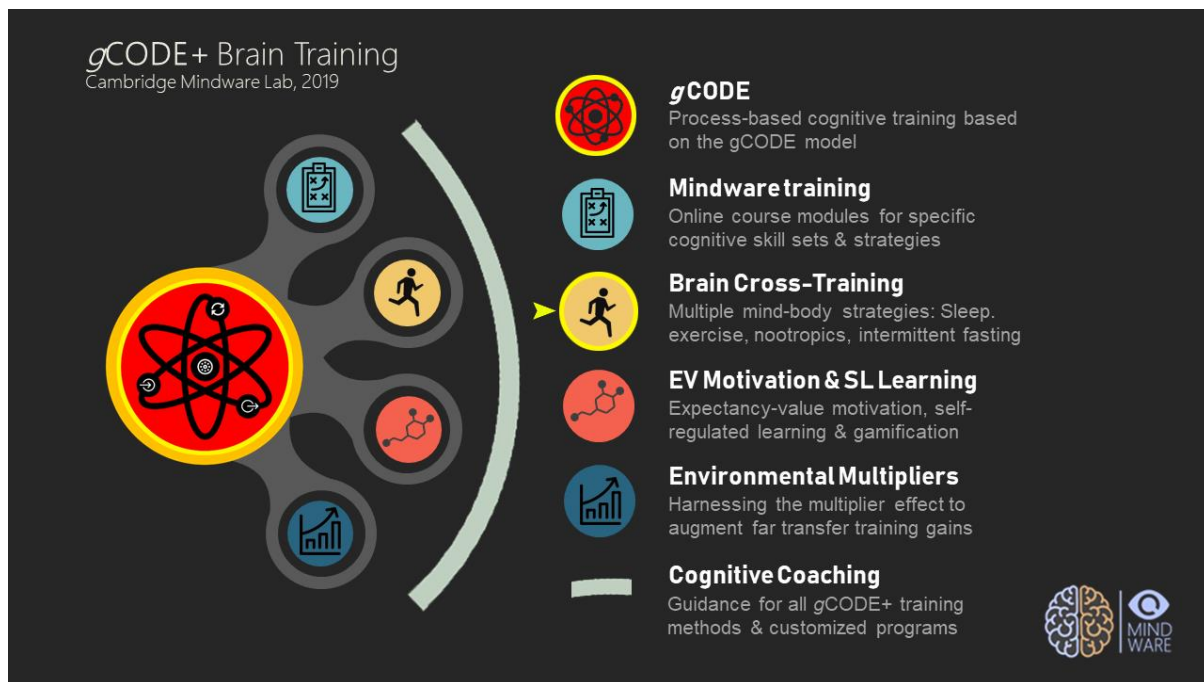 gCODE+ Brain Training
Cambridge Mindware Lab, 2019
gCODE
Process-based cognitive training based
on the gCODE model
Mindware training
Online course modules for specific
cognitive skill sets & strategies
Brain Cross-Training
Multiple mind-body strategies: Sleep.
exercise, nootropics, intermittent fasting
EV Motivation & SL Learning
Expectancy-value motivation, self-
regulated learning & gamification
Environmental Multipliers
Harnessing the multiplier effect to
augment far transfer training gains
Cognitive Coaching
Guidance for all gCODE+ training
methods & customized programs
MIND
WARE